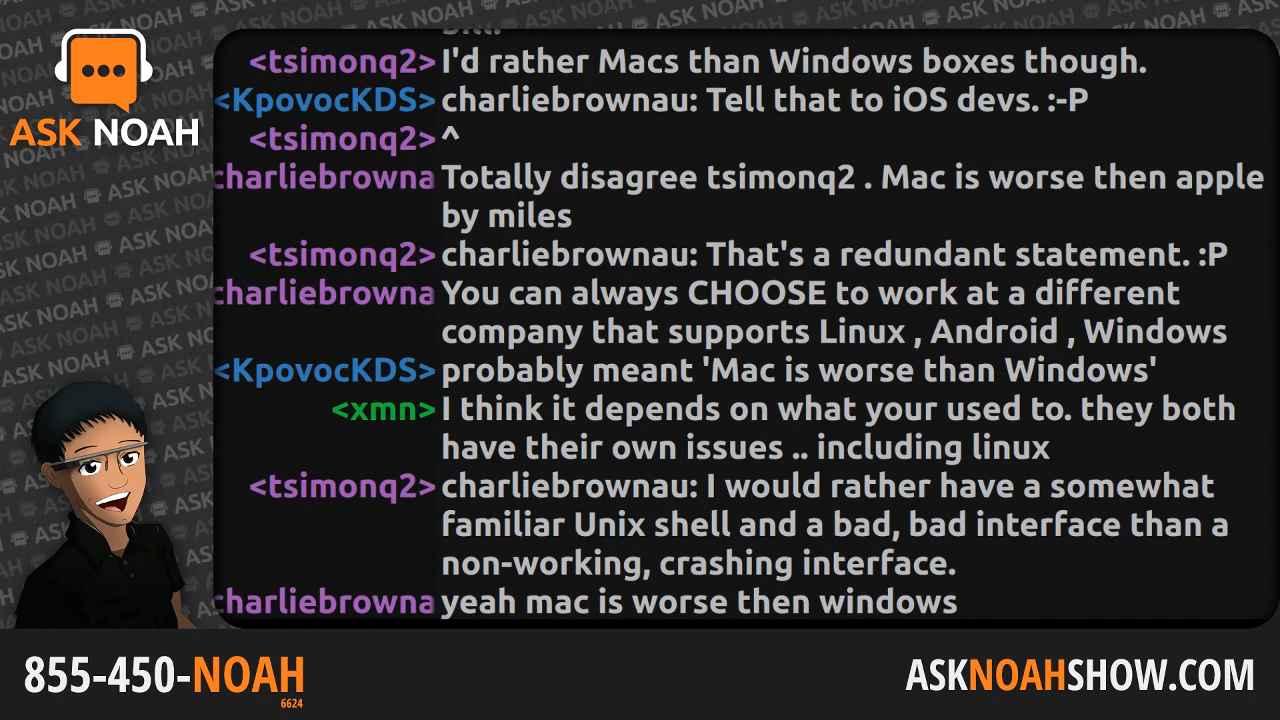 ASK NOAH
<tsimonq2> I'd rather Macs than Windows boxes though.
<KpovocKDS> charliebrownau: Tell that to iOS devs. :-P
<tsimonq2> ^
charliebrowna Totally disagree tsimonq2 . Mac is worse then apple
by miles
<tsimonq2> charliebrownau: That's a redundant statement. :P
charliebrowna You can always CHOOSE to work at a different
company that supports Linux , Android , Windows
<KpovocKDS> probably meant 'Mac is worse than Windows'
<xmn> I think it depends on what your used to. they both
have their own issues .. including linux
<tsimonq2> charliebrownau: I would rather have a somewhat
familiar Unix shell and a bad, bad interface than a
non-working, crashing interface.
charliebrowna yeah mac is worse then windows
855-450-NOAH
6624
ASKNOAHSHOW.COM